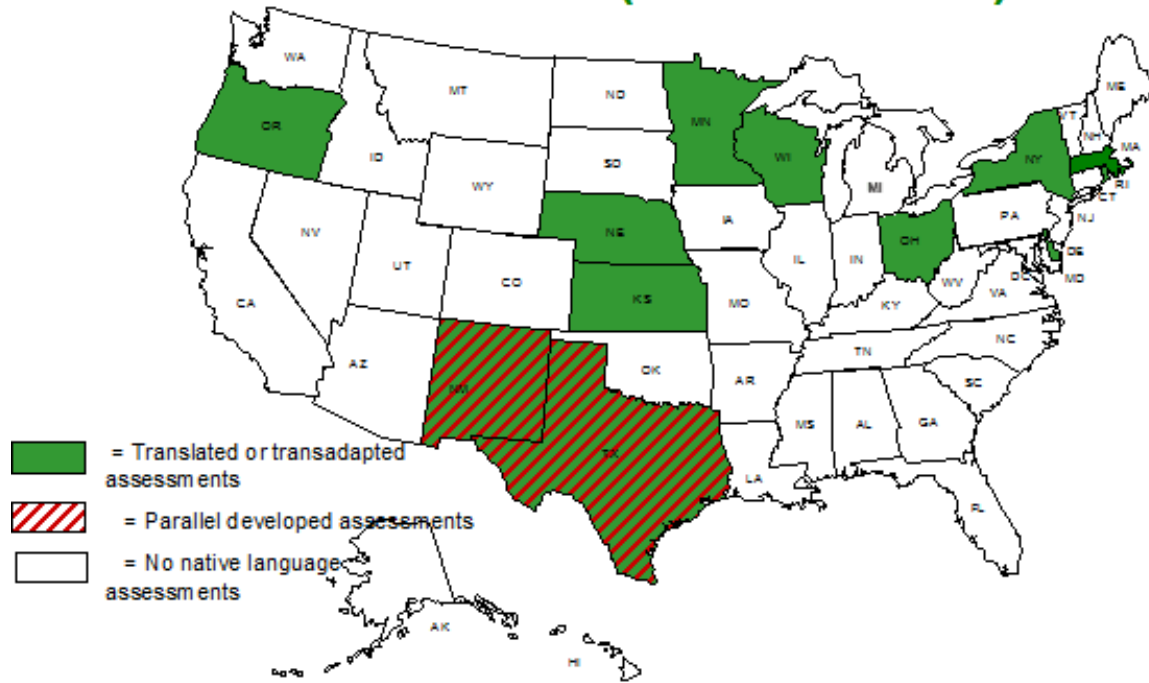 WA
MT
ND
MN
ME
VT
NH
OR
ID
SD
WI
NY
MA
WY
MI
RI
CT
IA
PA
NE
NJ
NV
OH
UT
IL
IN
DE
CO
DC
WV
MD
CA
KS
MO
KY
VA
NC
TN
AZ
OK
AR
SC
NM
MS
AL
GA
TX
LA
FL
= Translated or transadapted
assessments
= Parallel developed assessments
= No native language
assessments
AK
HI